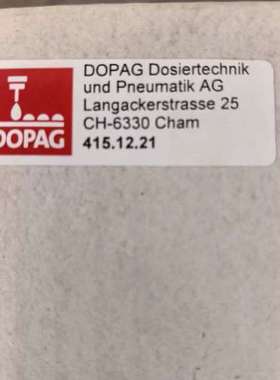 DOPAG Dosiertechnik
und Pneumatik AG
Langackerstrasse 25
CH-6330 Cham
415.12.21
DOPAG